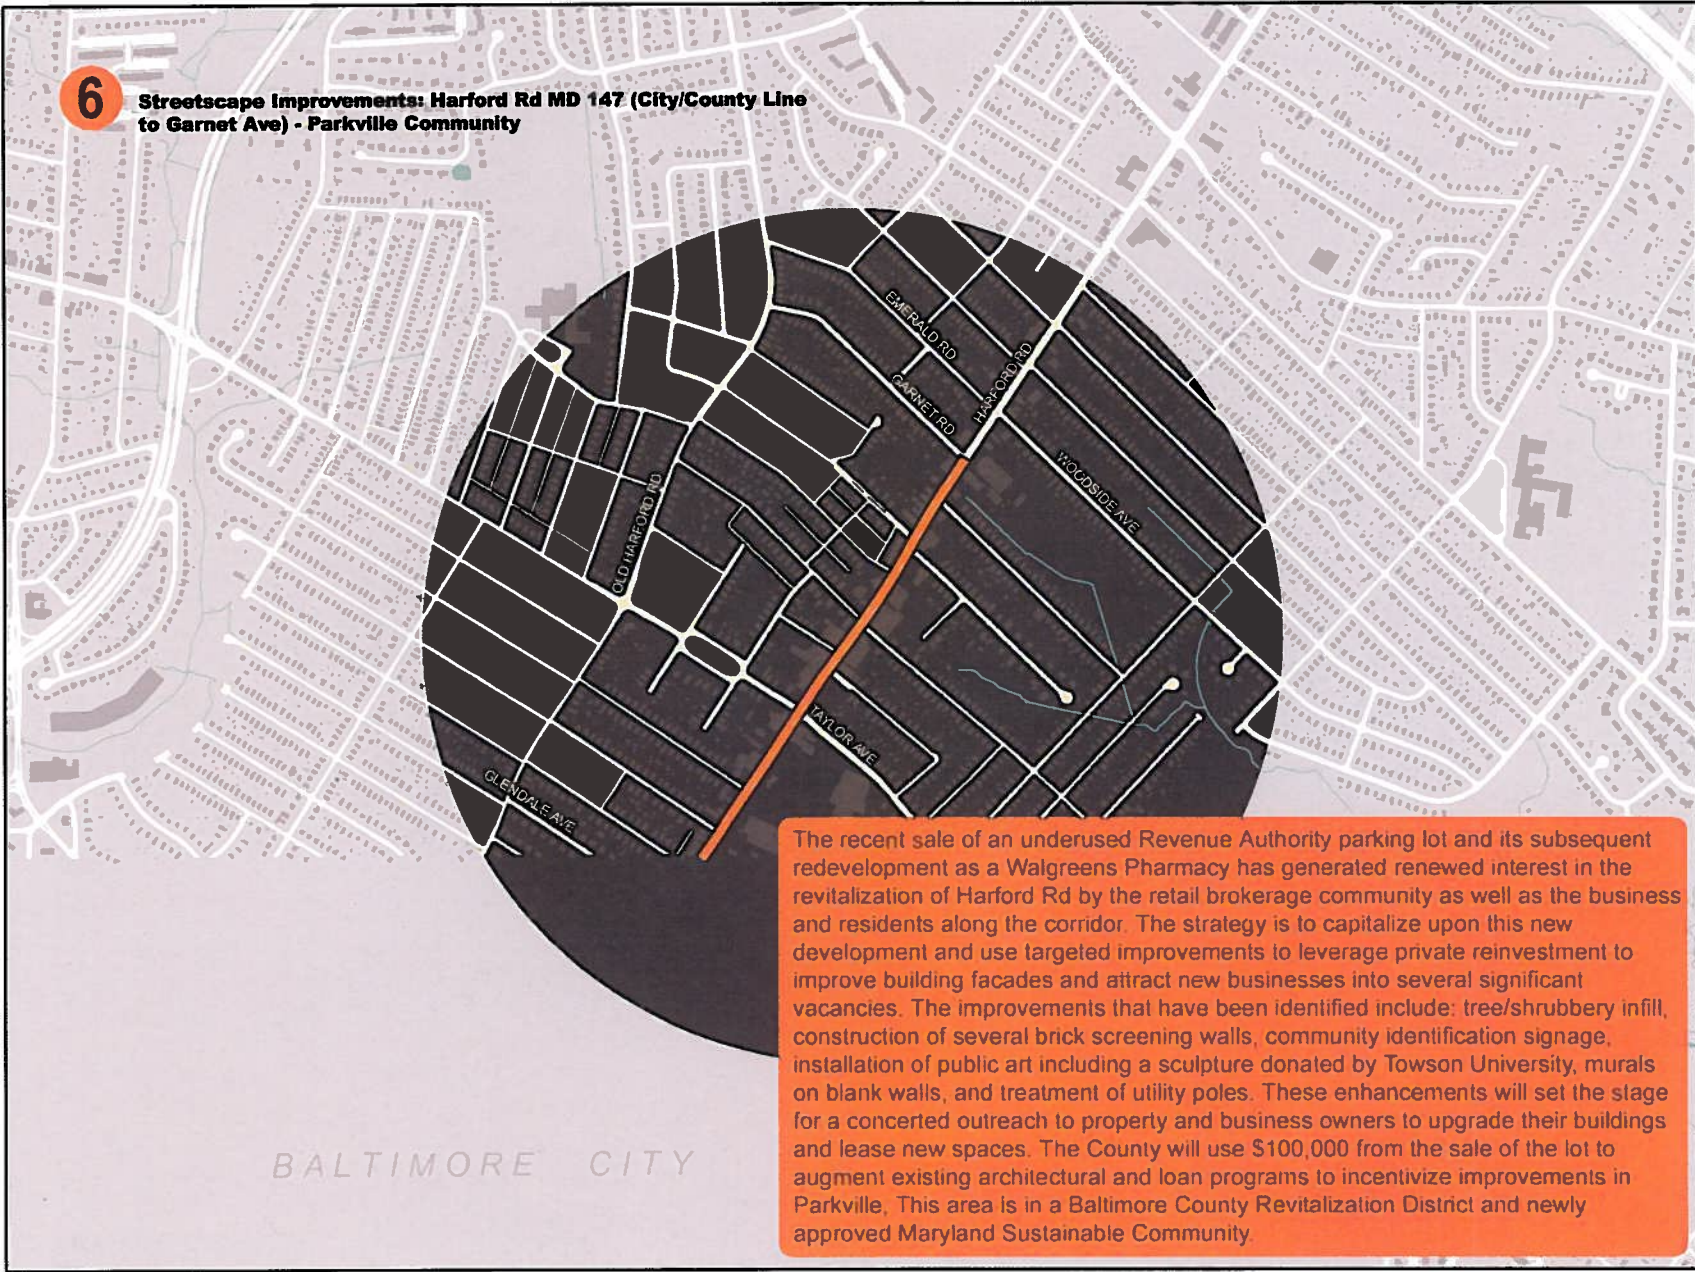 6
Streetscape Improvements: Harford Rd MD 147 (City/County Line
to Garnet Ave) - Parkville Community
EMERALD RD
GARNET RD
HARFORD RD
WOODSIDE AVE
OLD HARFORD RD
TAYLOR AVE
GLENDALE AVE
The recent sale of an underused Revenue Authority parking lot and its subsequent
redevelopment as a Walgreens Pharmacy has generated renewed interest in the
revitalization of Harford Rd by the retail brokerage community as well as the business
and residents along the corridor. The strategy is to capitalize upon this new
development and use targeted improvements to leverage private reinvestment to
improve building facades and attract new businesses into several significant
vacancies. The improvements that have been identified include: tree/shrubbery infill,
construction of several brick screening walls, community identification signage,
installation of public art including a sculpture donated by Towson University, murals
on blank walls, and treatment of utility poles. These enhancements will set the stage
for a concerted outreach to property and business owners to upgrade their buildings
and lease new spaces. The County will use $100,000 from the sale of the lot to
augment existing architectural and loan programs to incentivize improvements in
Parkville, This area is in a Baltimore County Revitalization District and newly
approved Maryland Sustainable Community.
BALTIMORE CITY